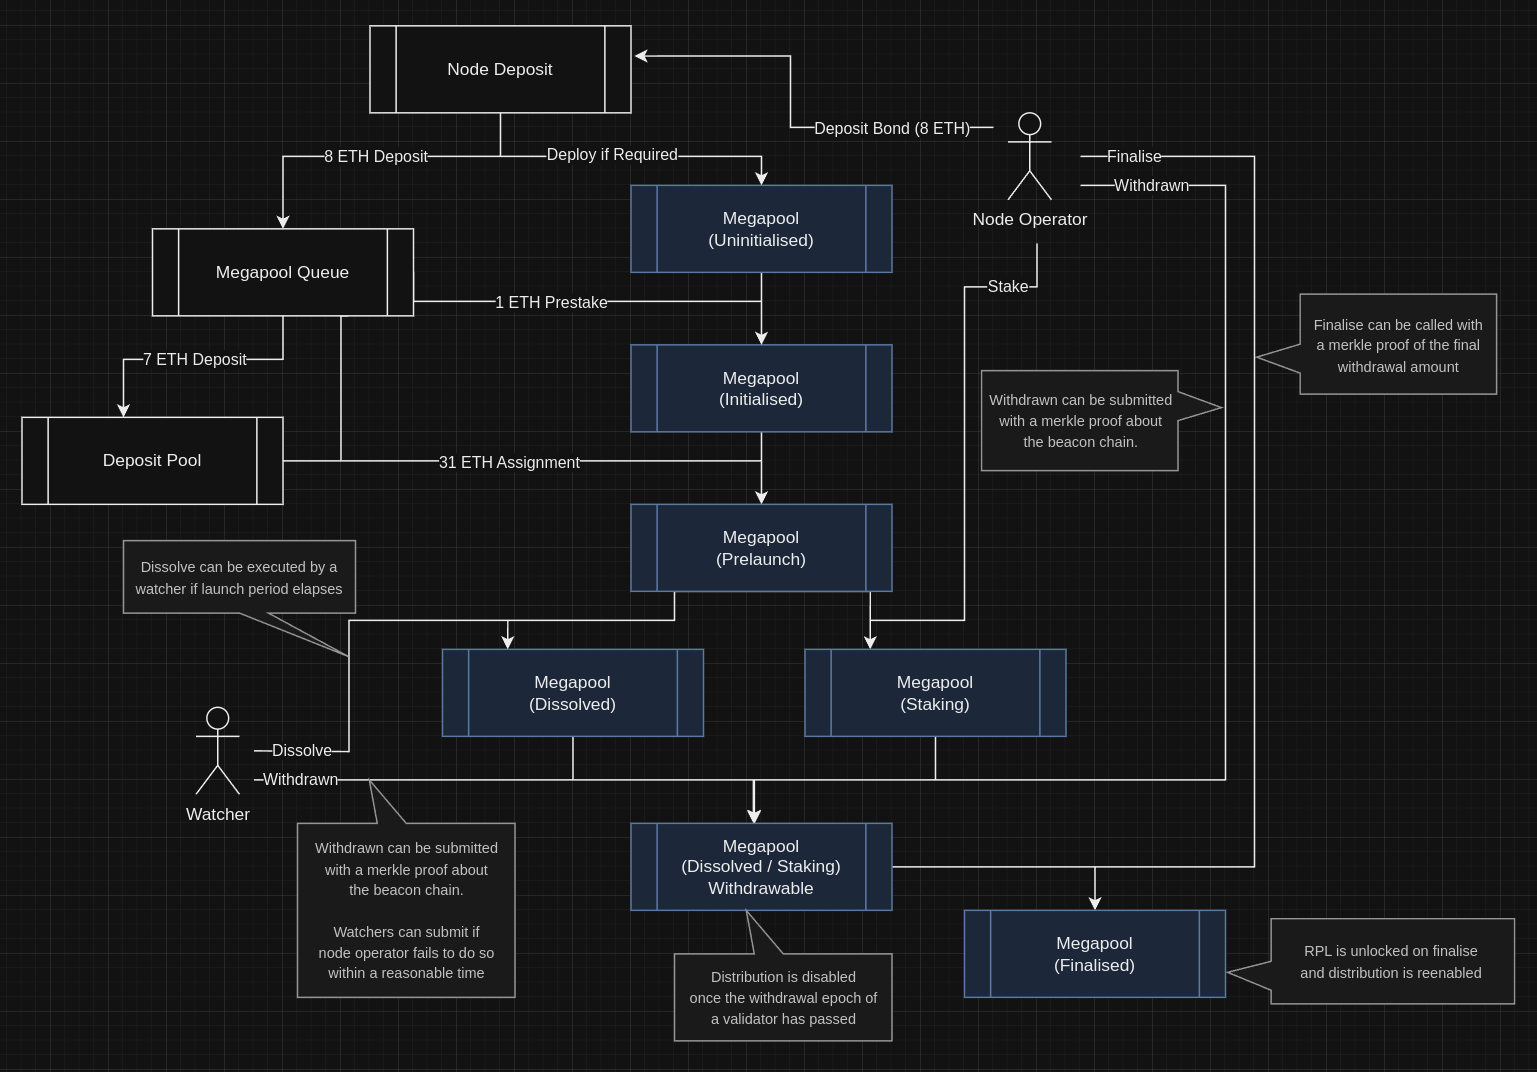 Node Deposit
Deposit Bond (8 ETH)
8 ETH Deposit
Deploy if Required
Finalise
Withdrawn
Node Operator
Megapool
(Uninitialised)
Megapool Queue
Stake
1 ETH Prestake
Finalise can be called with
a merkle proof of the final
withdrawal amount
7 ETH Deposit
Megapool
(Initialised)
Withdrawn can be submitted
with a merkle proof about
the beacon chain.
Deposit Pool
31 ETH Assignment
Megapool
(Prelaunch)
Dissolve can be executed by a
watcher if launch period elapses
Megapool
(Dissolved)
Megapool
(Staking)
Dissolve
Withdrawn
Watcher
Withdrawn can be submitted
with a merkle proof about
the beacon chain.
Watchers can submit if
node operator fails to do so
within a reasonable time
Megapool
(Dissolved / Staking)
Withdrawable
Megapool
(Finalised)
RPL is unlocked on finalise
and distribution is reenabled
Distribution is disabled
once the withdrawal epoch of
a validator has passed